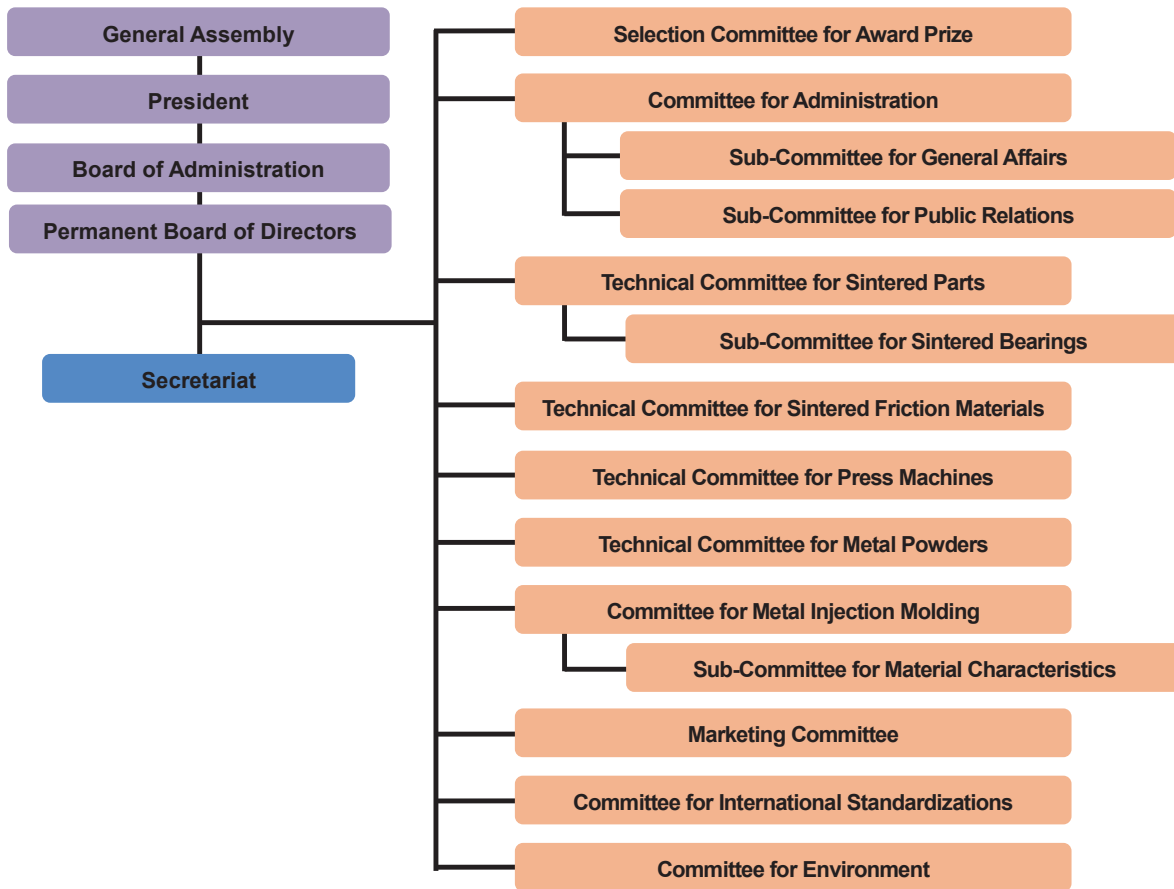 General Assembly
President
Board of Administration
Permanent Board of Directors
Secretariat
Selection Committee for Award Prize
Committee for Administration
Sub-Committee for General Affairs
Sub-Committee for Public Relations
Technical Committee for Sintered Parts
Sub-Committee for Sintered Bearings
Technical Committee for Sintered Friction Materials
Technical Committee for Press Machines
Technical Committee for Metal Powders
Committee for Metal Injection Molding
Sub-Committee for Material Characteristics
Marketing Committee
Committee for International Standardizations
Committee for Environment